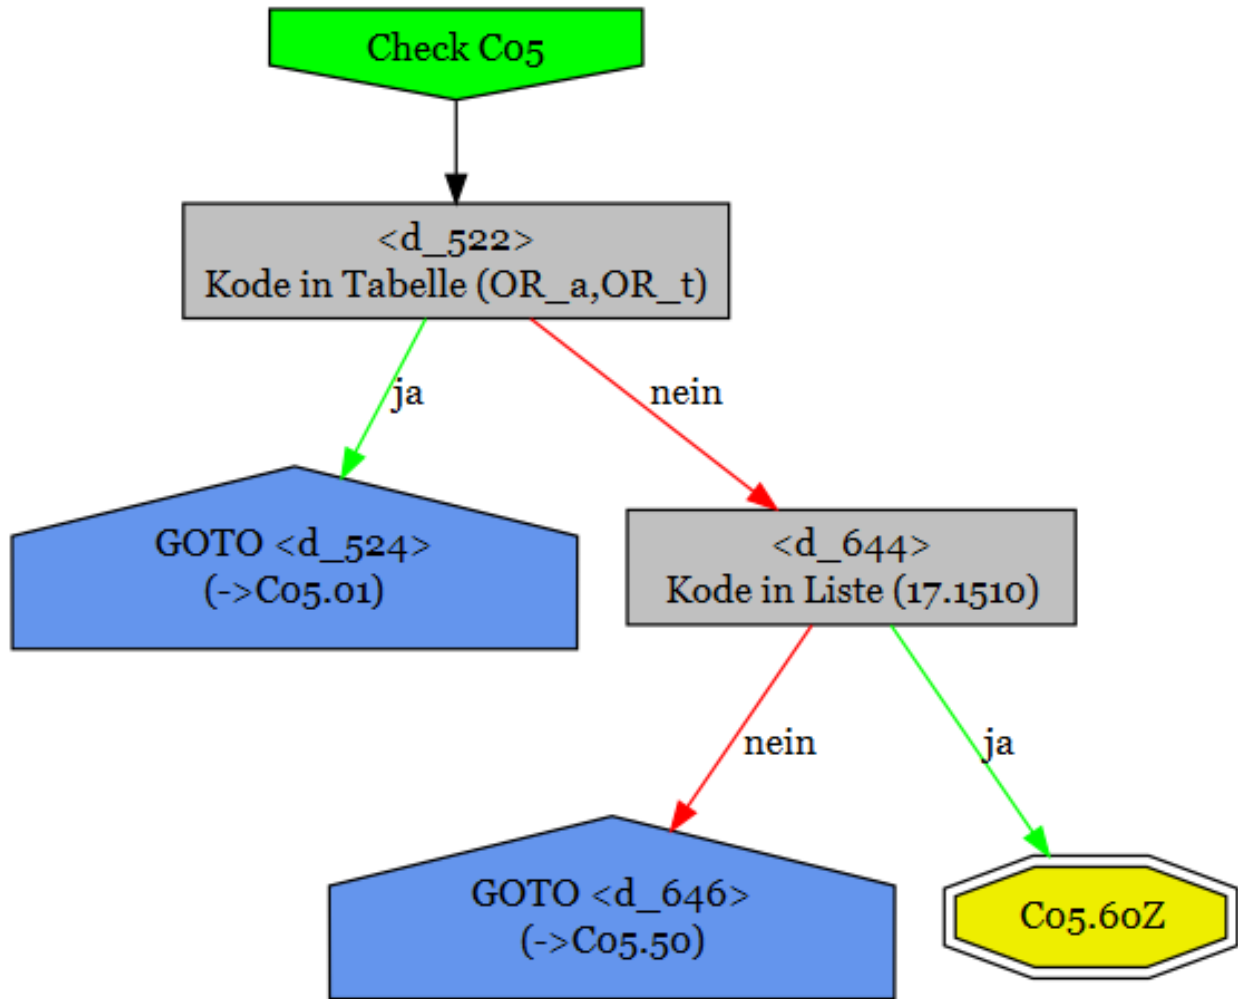 Check C05
<d_522>
Kode in Tabelle (OR_a,OR_t)
ja
nein
GOTO <d_524>
(->C05.01)
<d_644>
Kode in Liste (17.1510)
nein
ja
GOTO <d_646>
(->C05.50)
C05.60Z